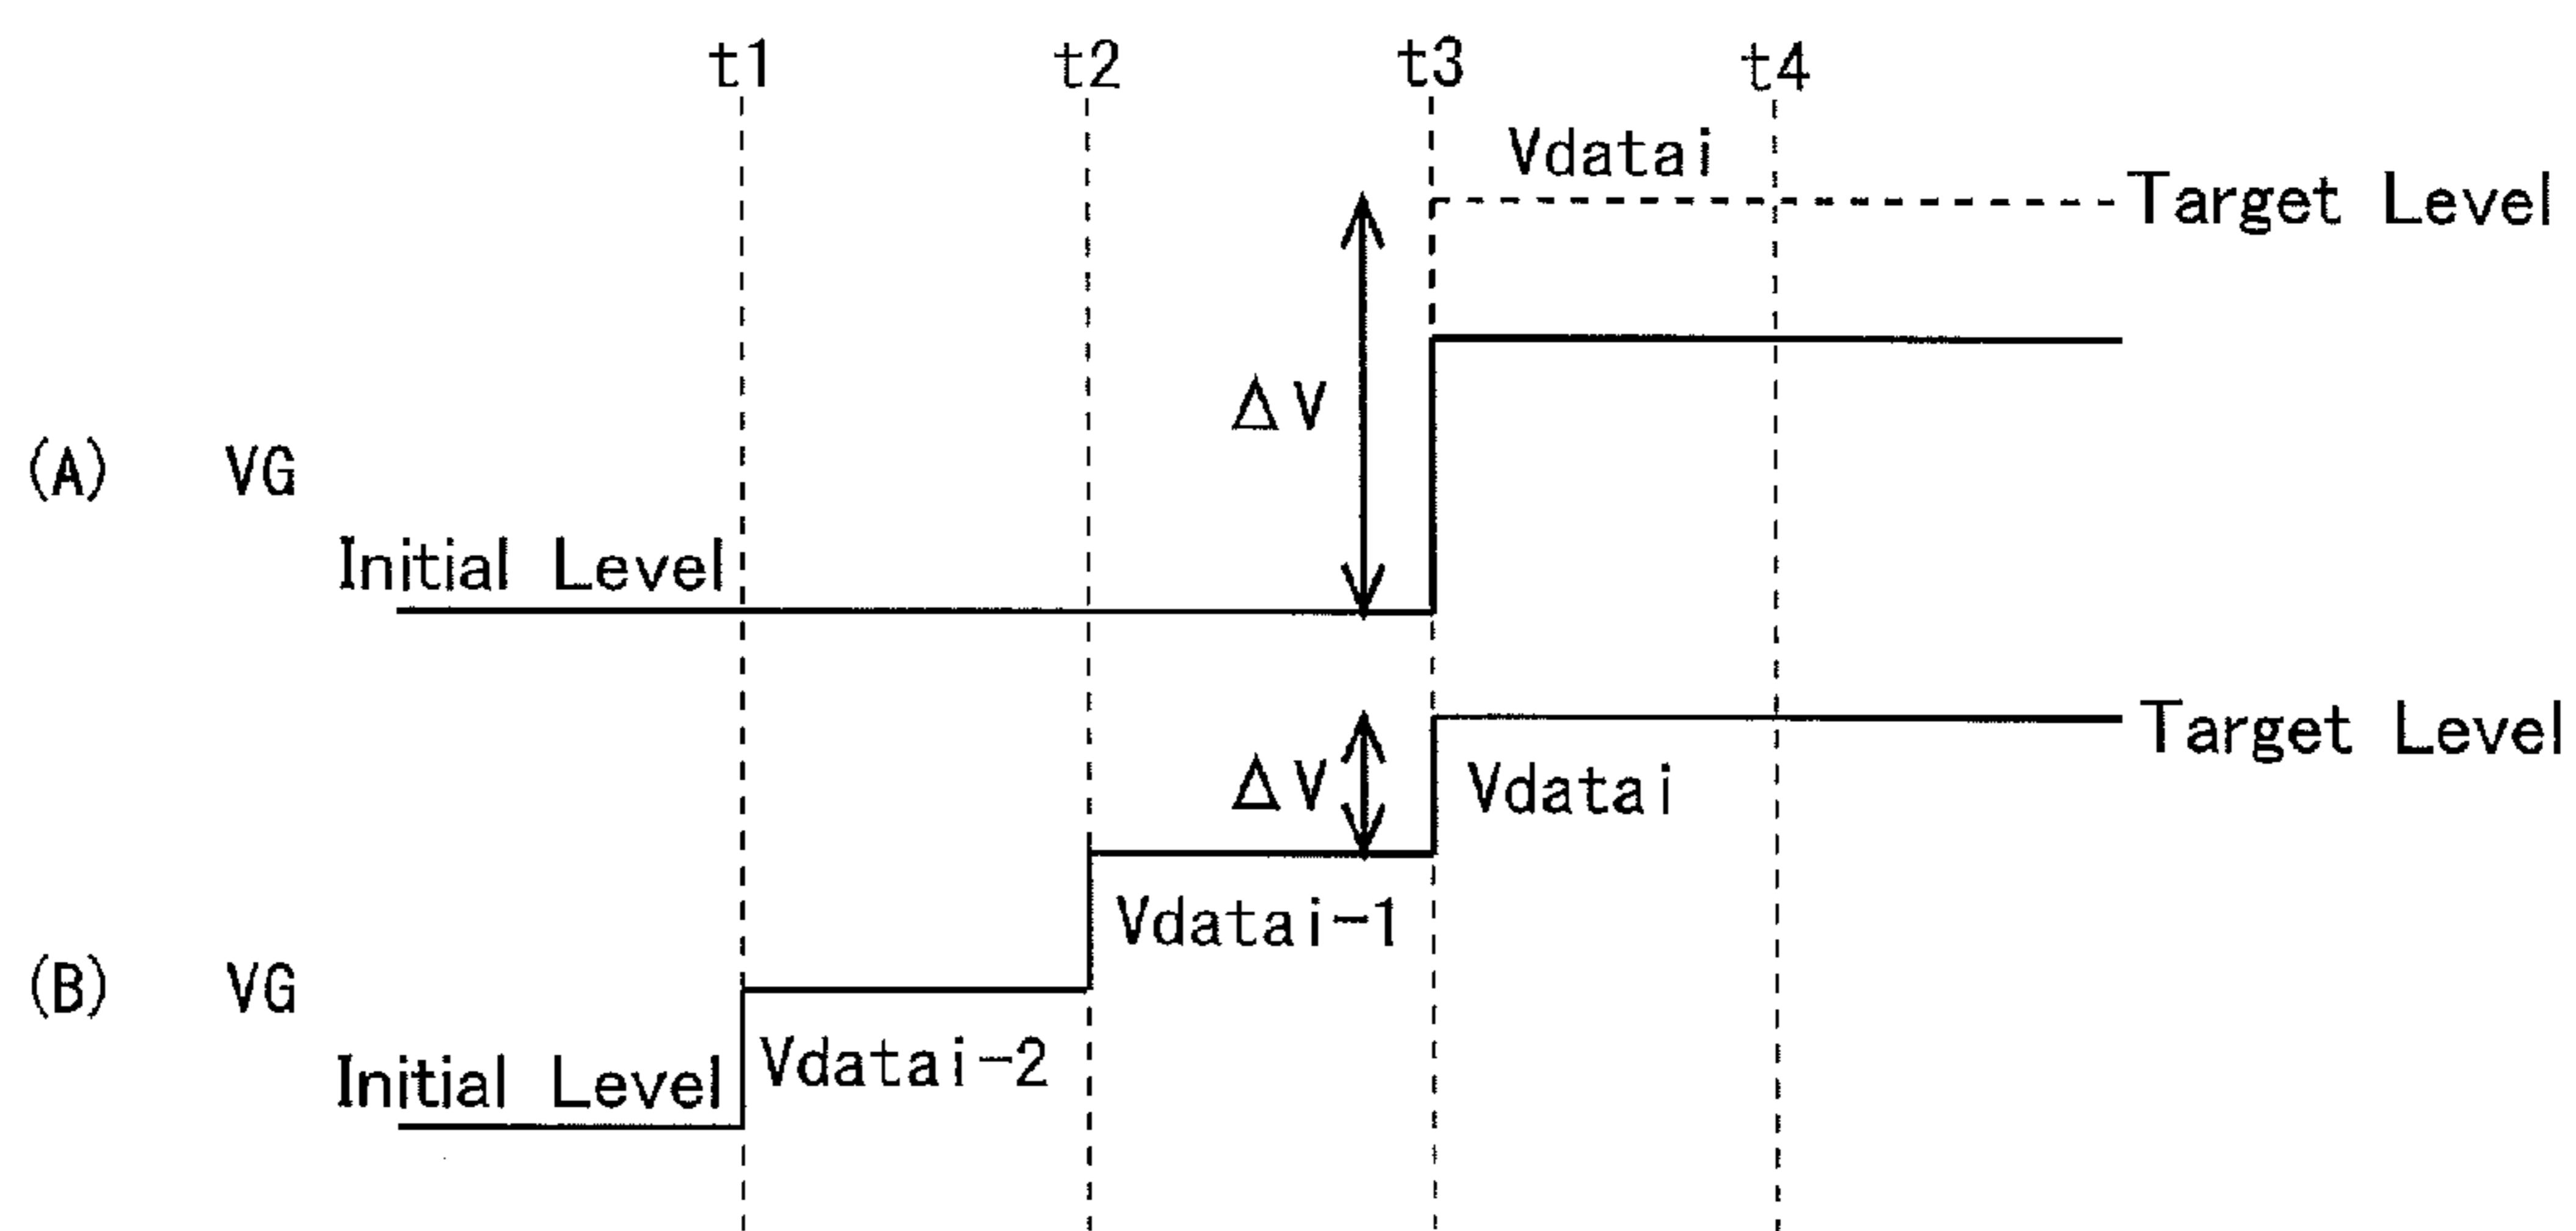 t1 t2 t3 t4
Vdatai
Target Level
ΔV
(A) VG
Initial Level
Target Level
ΔV Vdatai
Vdatai-1
(B) VG
Vdatai-2
Initial Level